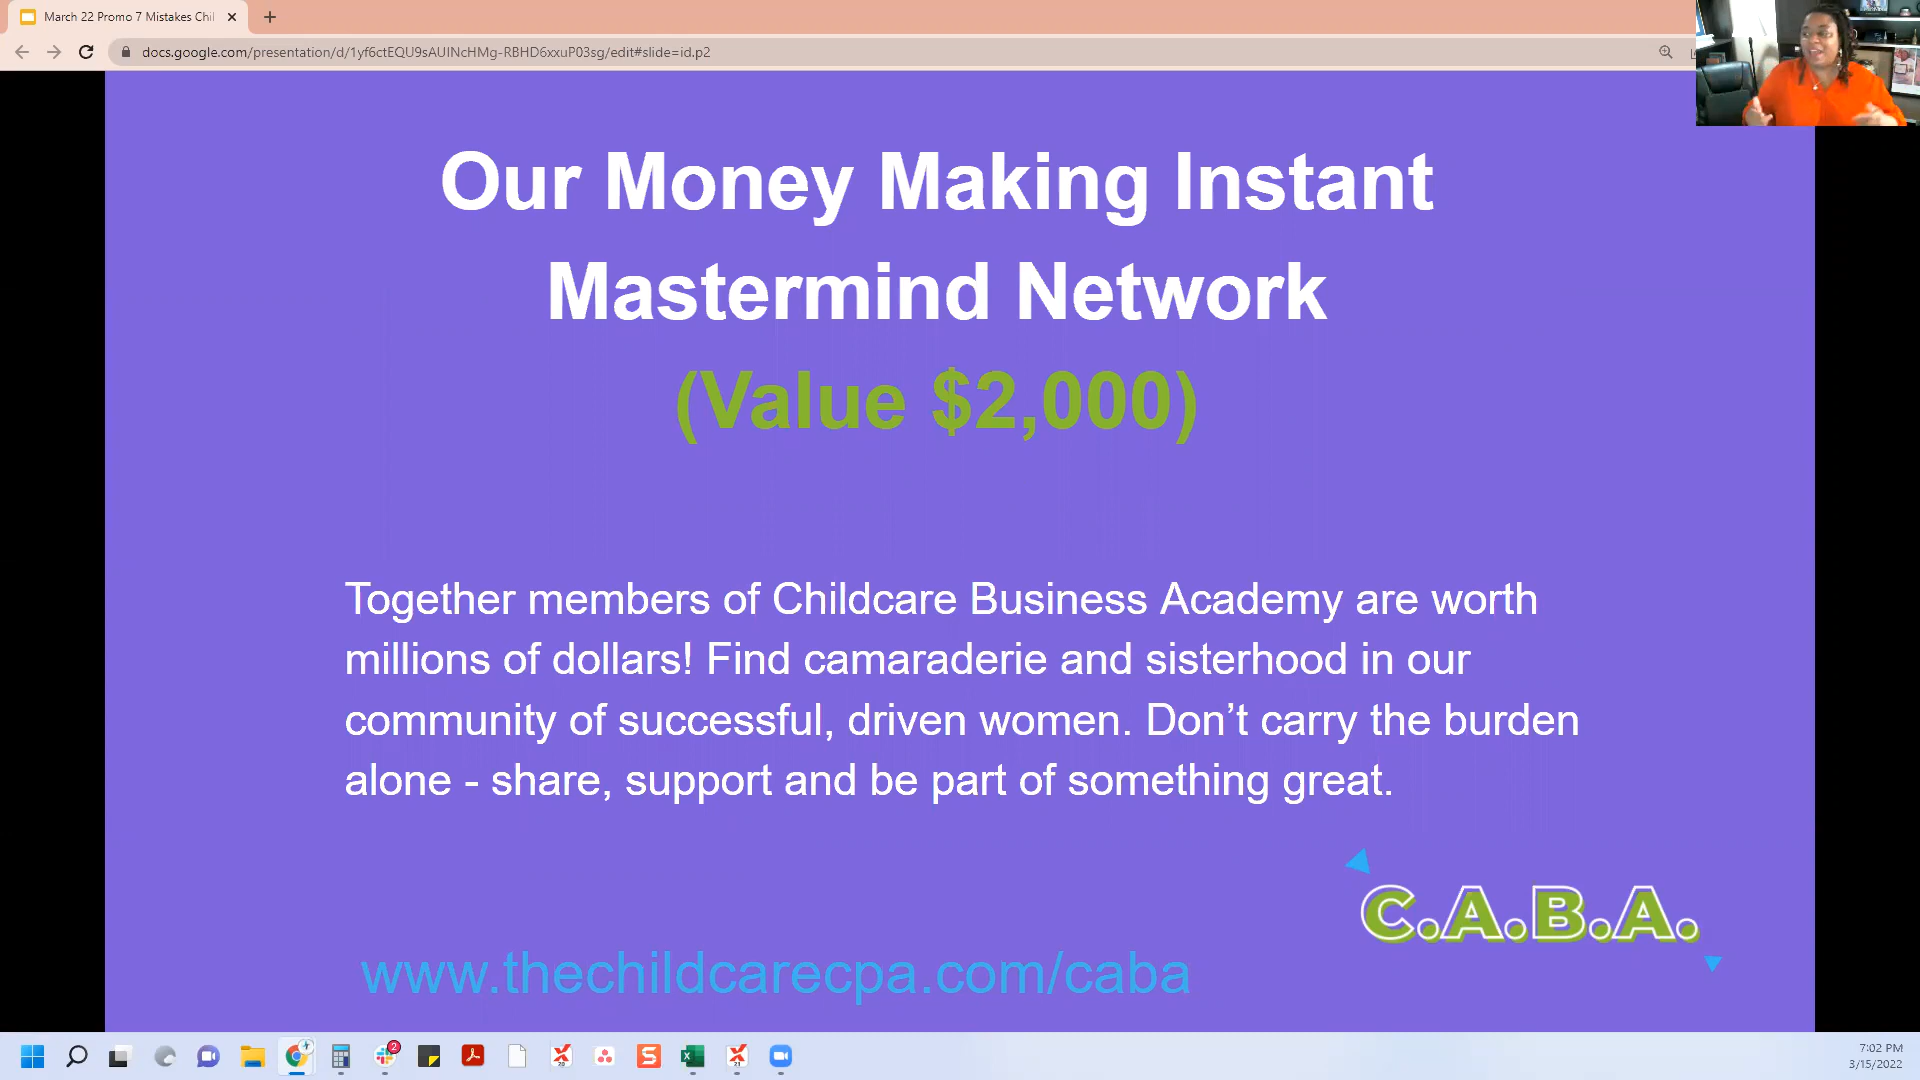 March 22 Promo 7 Mistakes Chil
docs.google.com/presentation/d/1yf6ctEQU9sAUINcHMg-RBHD6xxuP03sg/edit#slide=id.p2
Our Money Making Instant
Mastermind Network
(Value $2,000)
Together members of Childcare Business Academy are worth
millions of dollars! Find camaraderie and sisterhood in our
community of successful, driven women. Don’t carry the burden
alone - share, support and be part of something great.
C.A.B.A.
www.thechildcarecpa.com/caba
2
20
S
21
7:02 PM
3/15/2022